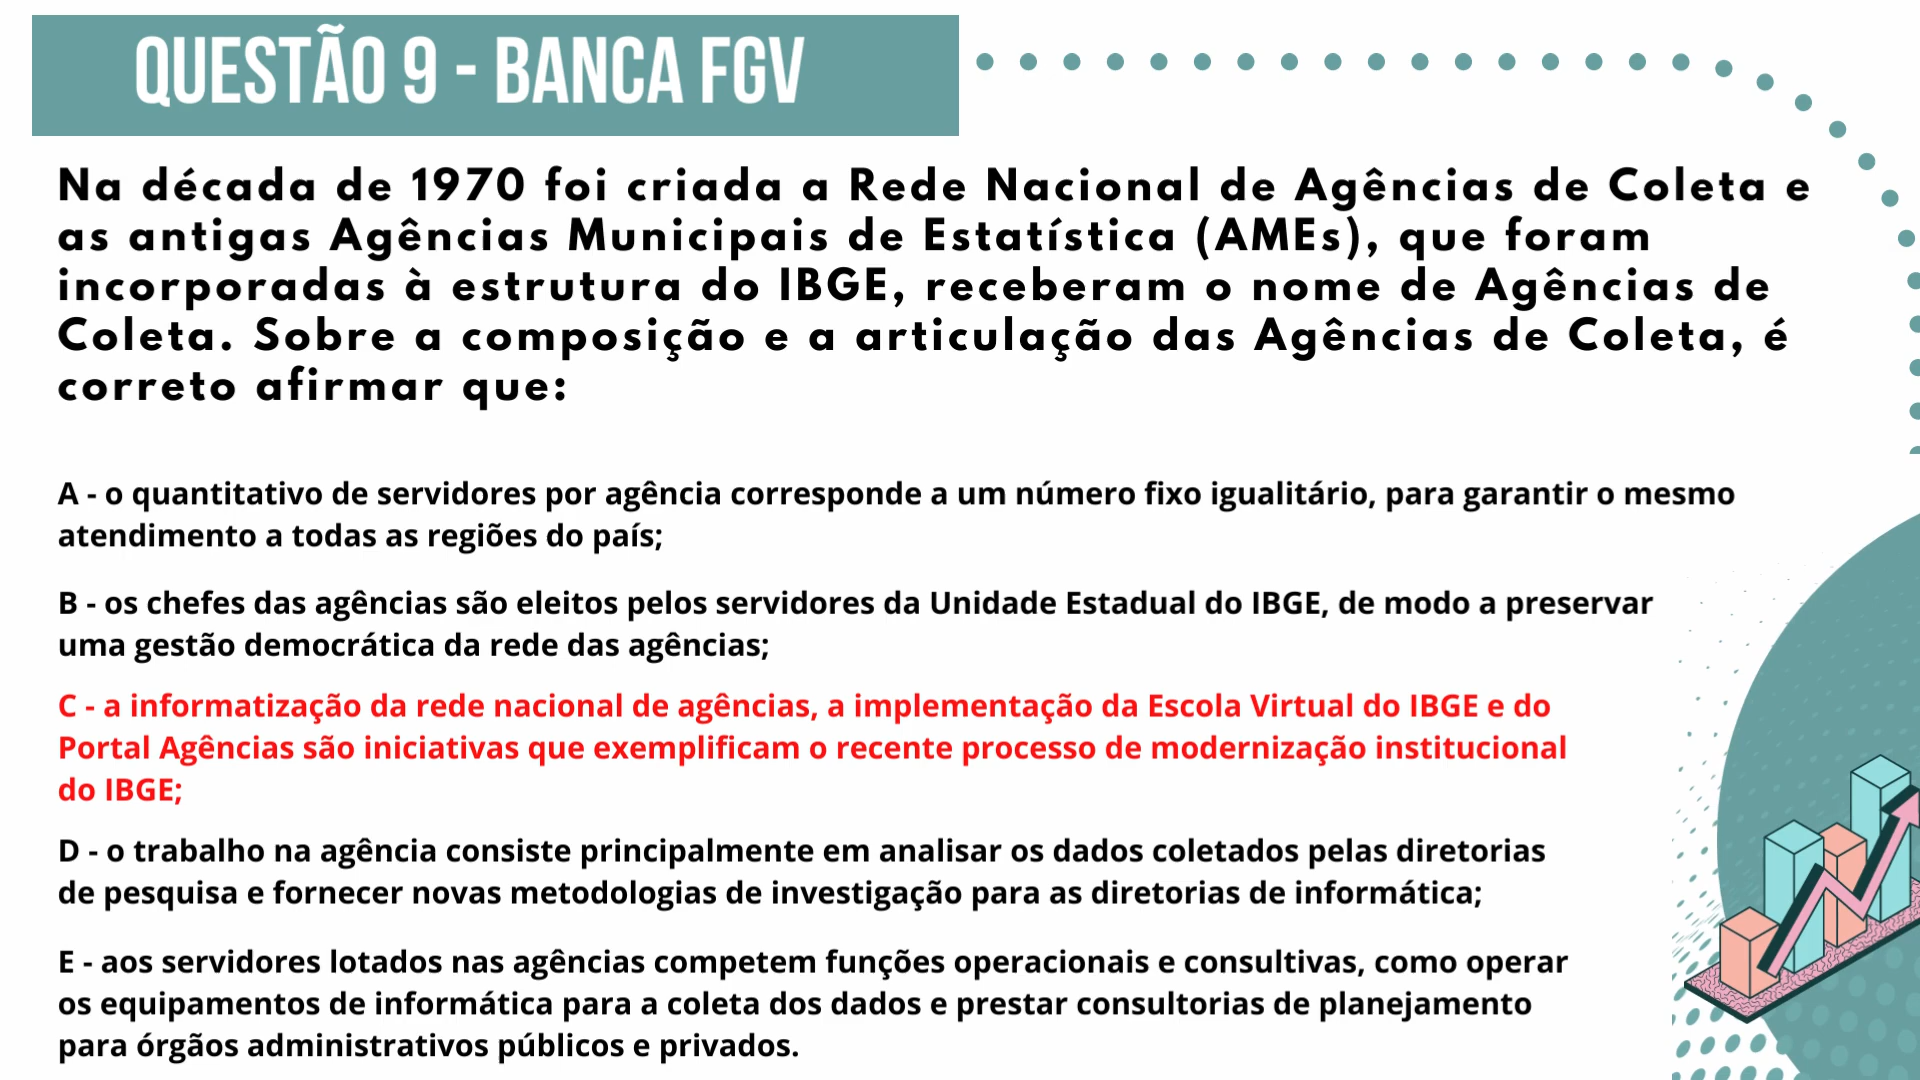 QUESTÃO 9 - BANCA FGV
Na década de 1970 foi criada a Rede Nacional de Agências de Coleta e
as antigas Agências Municipais de Estatística (AMEs), que foram
incorporadas à estrutura do IBGE, receberam o nome de Agências de
Coleta. Sobre a composição e a articulação das Agências de Coleta, é
correto afirmar que:
A - o quantitativo de servidores por agência corresponde a um número fixo igualitário, para garantir o mesmo
atendimento a todas as regiões do país;
B - os chefes das agências são eleitos pelos servidores da Unidade Estadual do IBGE, de modo a preservar
uma gestão democrática da rede das agências;
C - a informatização da rede nacional de agências, a implementação da Escola Virtual do IBGE e do
Portal Agências são iniciativas que exemplificam o recente processo de modernização institucional
do IBGE;
D - o trabalho na agência consiste principalmente em analisar os dados coletados pelas diretorias
de pesquisa e fornecer novas metodologias de investigação para as diretorias de informática;
E - aos servidores lotados nas agências competem funções operacionais e consultivas, como operar
os equipamentos de informática para a coleta dos dados e prestar consultorias de planejamento
para órgãos administrativos públicos e privados.